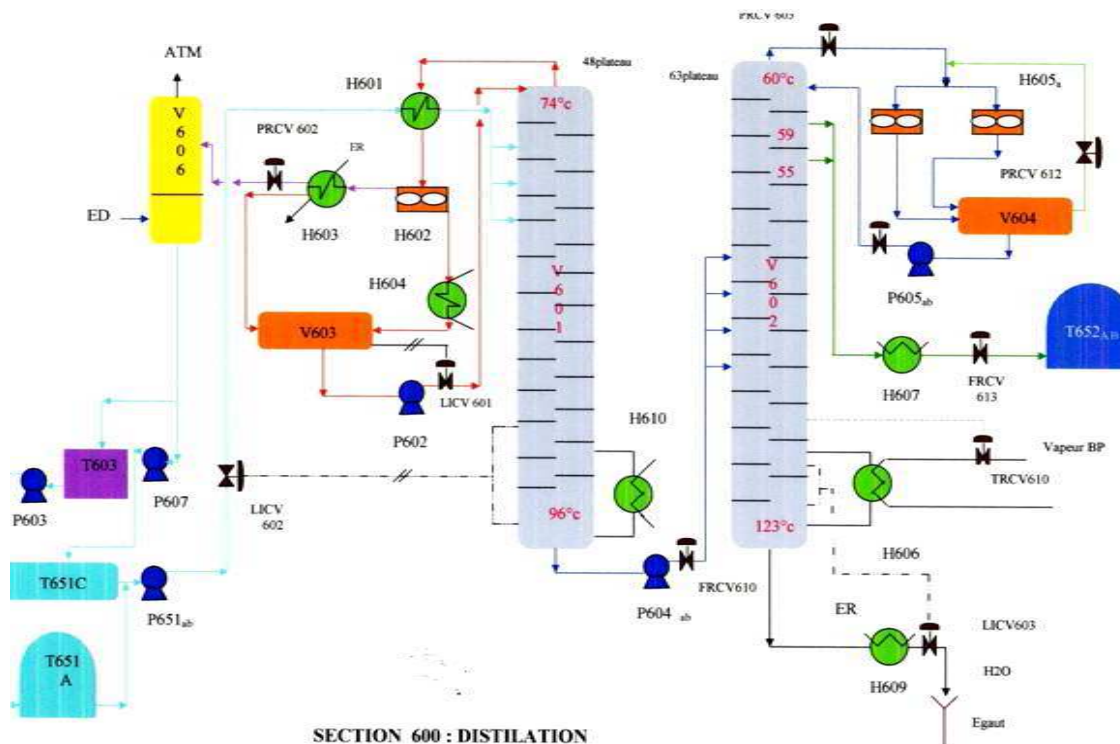 PRCV 605
ATM
48plateau
63plateau
H601
74°c
60°c
H605a
V
6
0
6
PRCV 602
ER
59
55
PRCV 612
ED
H603
H602
V604
H604
V
6
0
1
V
6
0
2
P605ab
V603
T652AB
H607
FRCV
613
LICV 601
P602
H610
T603
Vapeur BP
P603
P607
LICV
602
TRCV610
96°c
123°c
H606
T651C
P651ab
P604 ab
FRCV610
ER
LICV603
T651
A
H609
H2O
Egaut
SECTION 600 : DISTILATION